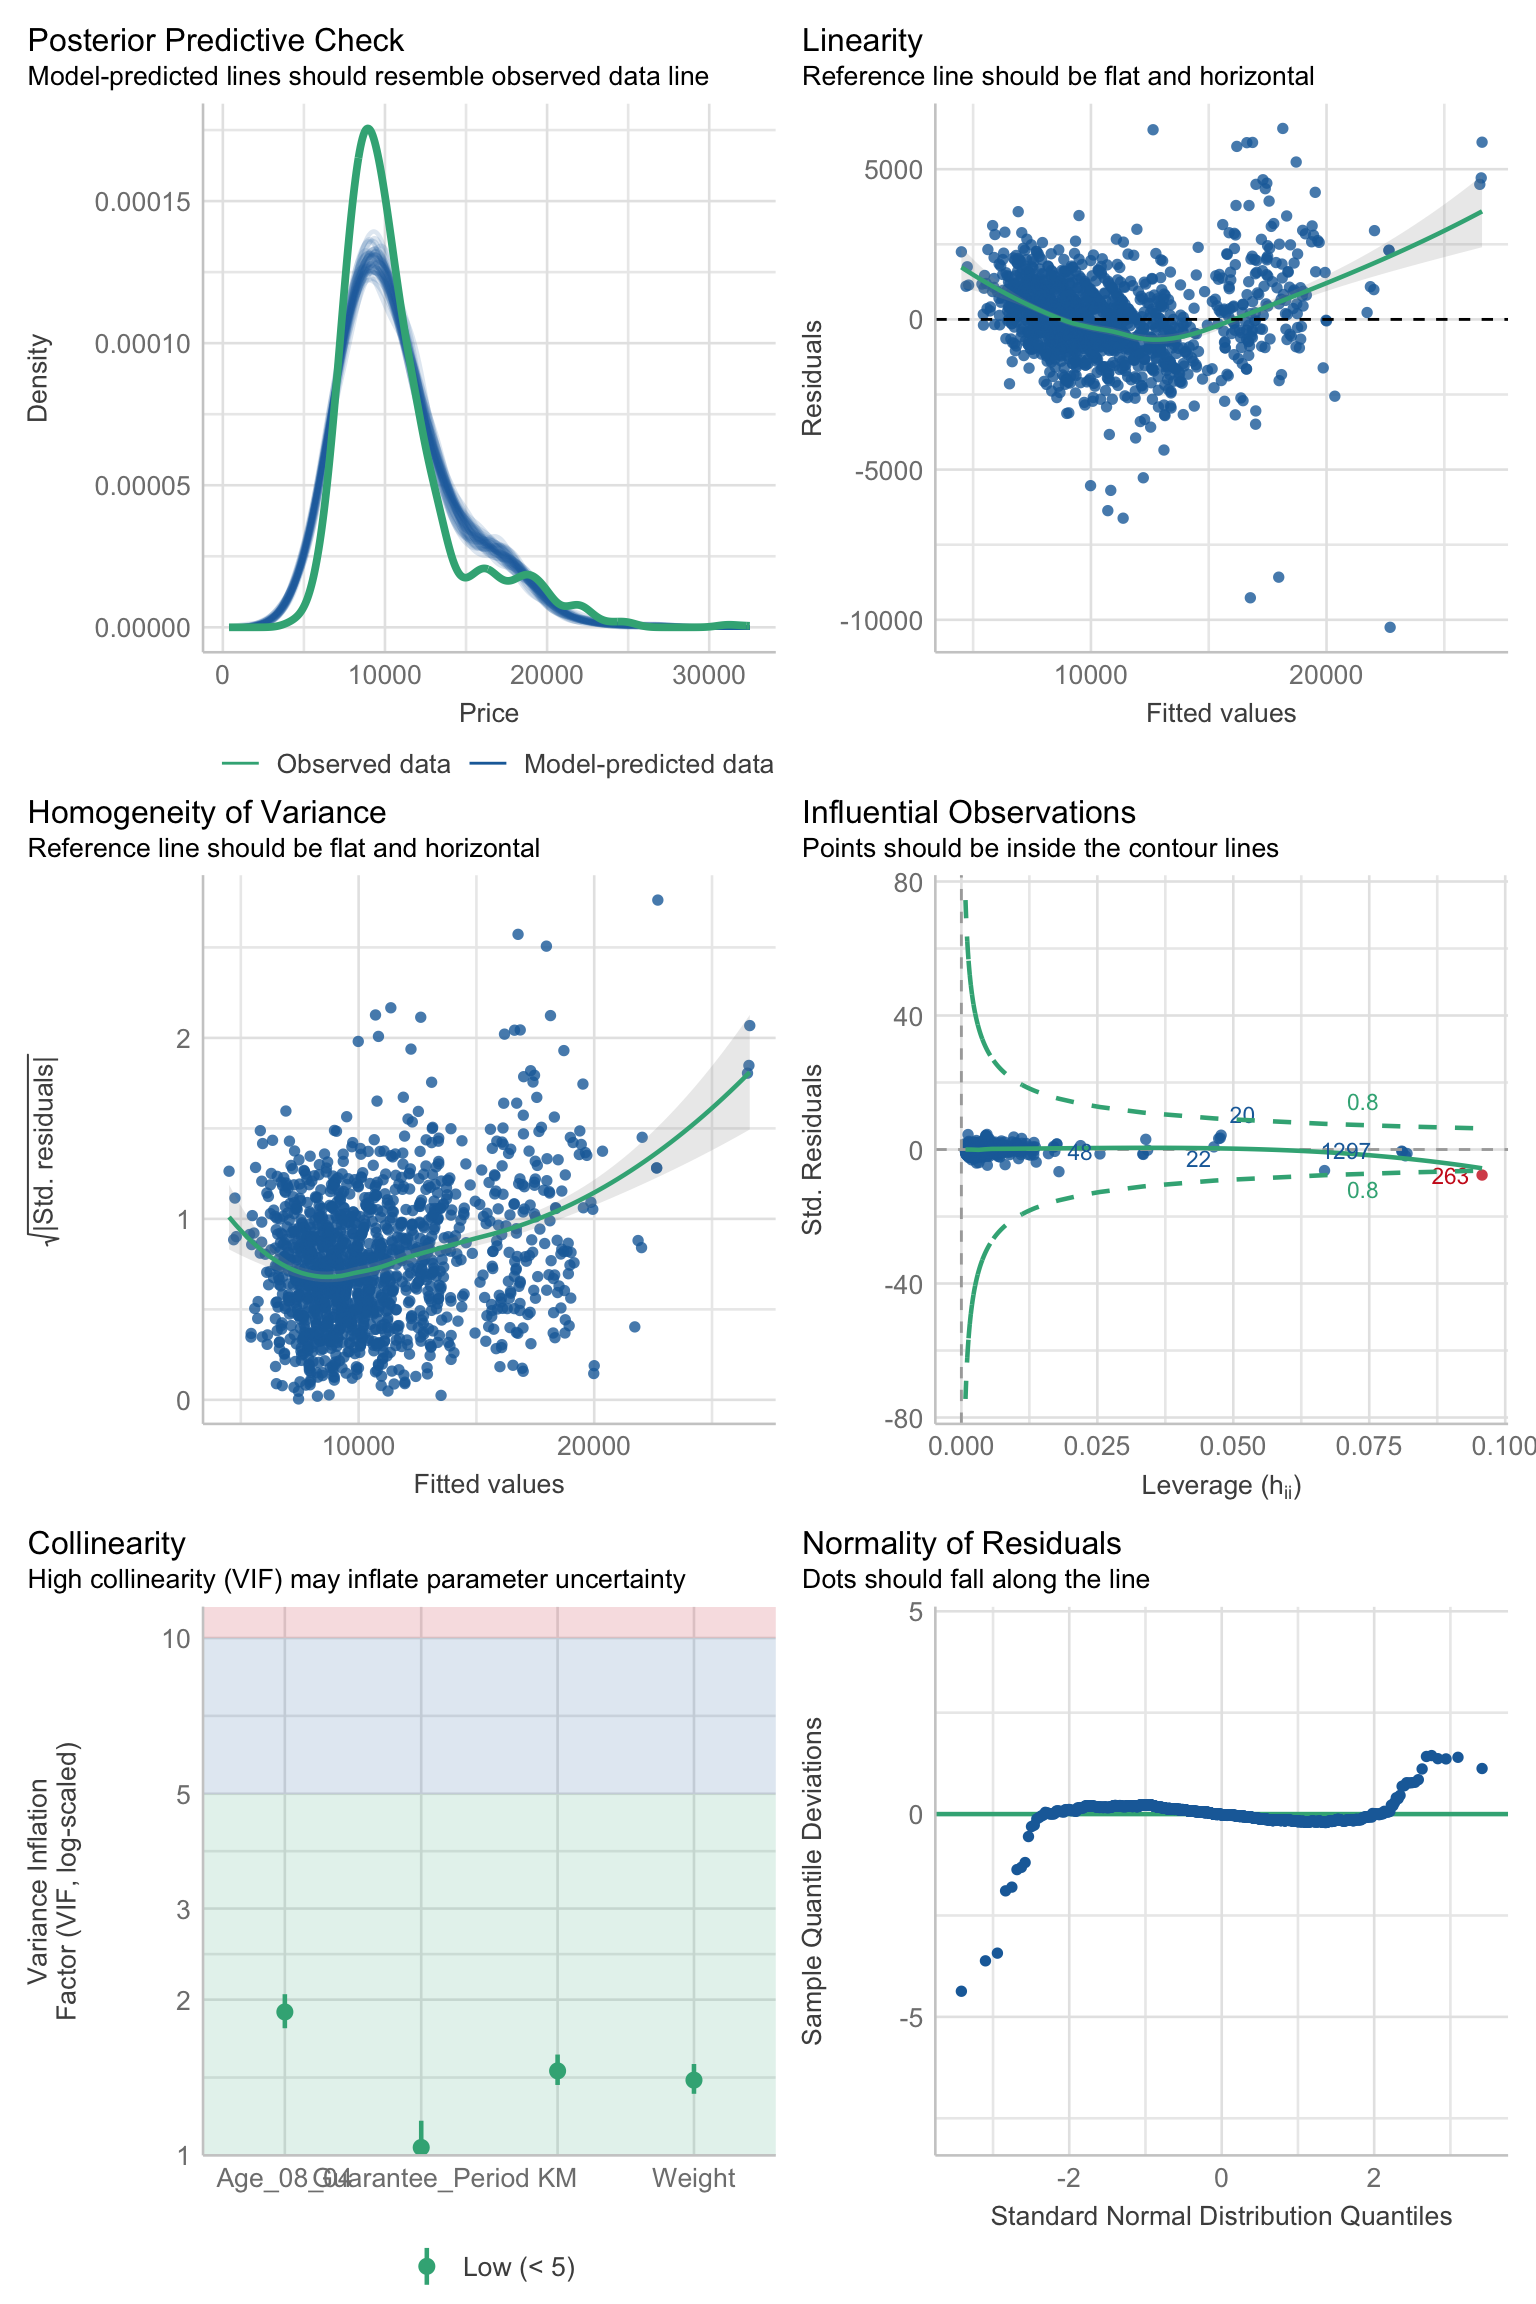 Posterior Predictive Check
Model-predicted lines should resemble observed data line
0.00015
0.00010
0.00005
0.00000
Density
0 10000 20000 30000
Price
Observed data Model-predicted data
Linearity
Reference line should be flat and horizontal
5000
0
-5000
-10000
Residuals
10000 20000
Fitted values
Homogeneity of Variance
Reference line should be flat and horizontal
2
1
0
√|Std. residuals|
10000 20000
Fitted values
Influential Observations
Points should be inside the contour lines
80
40
0
-40
-80
Std. Residuals
0.8
20
48
22
1297
263
0.8
0.000 0.025 0.050 0.075 0.100
Leverage (hii)
Collinearity
High collinearity (VIF) may inflate parameter uncertainty
10
5
3
2
1
Variance Inflation
Factor (VIF, log-scaled)
Age_08_04 Guarantee_Period KM Weight
Low (< 5)
Normality of Residuals
Dots should fall along the line
5
0
-5
Sample Quantile Deviations
-2 0 2
Standard Normal Distribution Quantiles